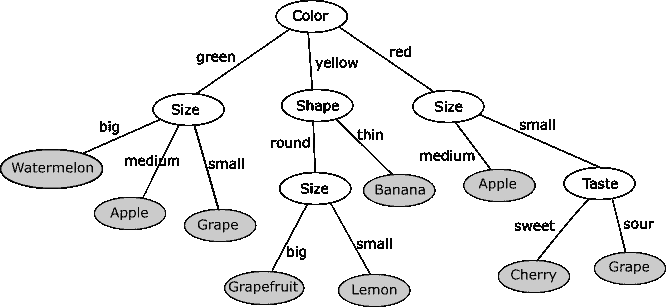 Color
green
yellow
red
Size
Shape
Size
big
medium
small
round
thin
medium
small
Watermelon
Apple
Grape
Size
Banana
Apple
Taste
big
small
sweet
sour
Grapefruit
Lemon
Cherry
Grape